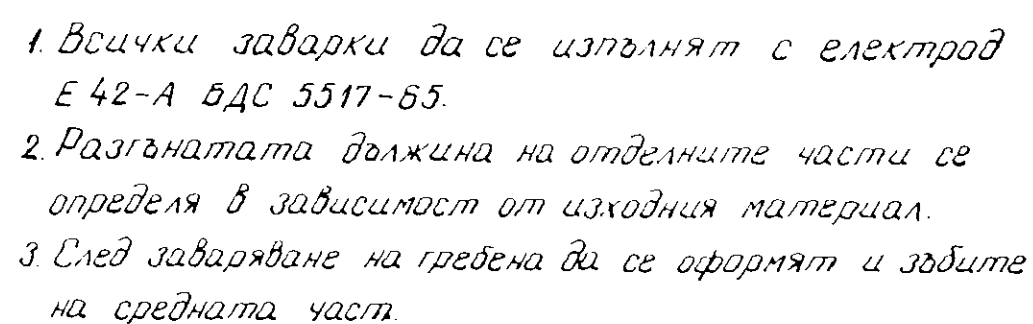 1. Всички заварки да се изпълнят с електрод
Е 42-А БДС 5517-65.
2. Разгънатата дължина на отделните части се
определя в зависимост от изходния материал.
3. След заваряване на гребена да се оформят и зъбите
на средната част.